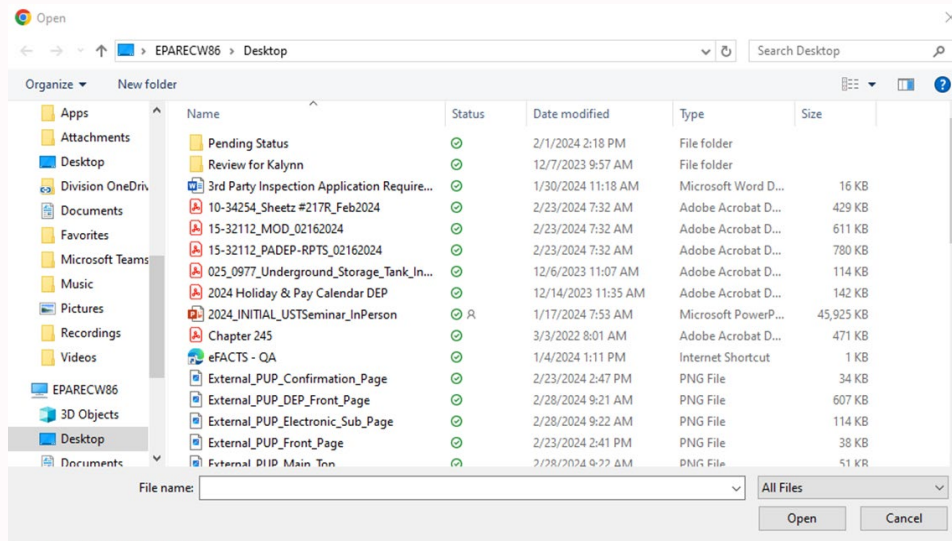 Open
EPARECW86 > Desktop
Search Desktop
Organize
New folder
Name
Status
Date modified
Type
Size
Apps
Attachments
Desktop
Division OneDriv
Documents
Favorites
Microsoft Teams
Music
Pictures
Recordings
Videos
EPARECW86
3D Objects
Desktop
Documents
Pending Status 2/1/2024 2:18 PM File folder
Review for Kalynn 12/7/2023 9:57 AM File folder
3rd Party Inspection Application Require... 1/30/2024 11:18 AM Microsoft Word D... 16 KB
10-34254_Sheetz #217R_Feb2024 2/23/2024 7:32 AM Adobe Acrobat D... 429 KB
15-32112_MOD_02162024 2/23/2024 7:32 AM Adobe Acrobat D... 611 KB
15-32112_PADEP-RPTS_02162024 2/23/2024 7:32 AM Adobe Acrobat D... 780 KB
025_0977_Underground_Storage_Tank_In... 12/6/2023 11:07 AM Adobe Acrobat D... 114 KB
2024 Holiday & Pay Calendar DEP 12/14/2023 11:35 AM Adobe Acrobat D... 142 KB
2024_INITIAL_USTSeminar_InPerson 1/17/2024 7:53 AM Microsoft PowerP... 45,925 KB
Chapter 245 3/3/2022 8:01 AM Adobe Acrobat D... 471 KB
eFACTS - QA 1/4/2024 1:11 PM Internet Shortcut 1 KB
External_PUP_Confirmation_Page 2/23/2024 2:47 PM PNG File 34 KB
External_PUP_DEP_Front_Page 2/28/2024 9:21 AM PNG File 607 KB
External_PUP_Electronic_Sub_Page 2/28/2024 9:22 AM PNG File 114 KB
External_PUP_Front_Page 2/23/2024 2:41 PM PNG File 38 KB
External_PUP_Main_Top 2/28/2024 9:22 AM PNG File 51 KB
File name:
All Files
Open
Cancel